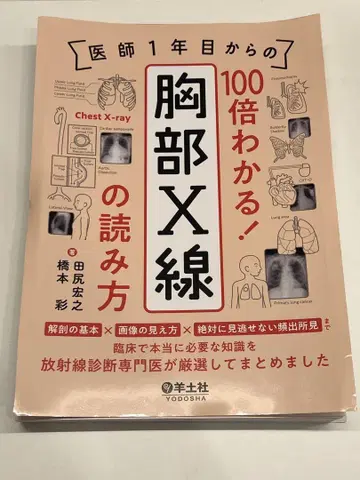 医師1年目からの
100倍わかる!
胸部X線
の読み方
Chest X-ray
著 田尻宏之
橋本 彩
解剖の基本×画像の見え方×絶対に見逃せない頻出所見まで
臨床で本当に必要な知識を
放射線診断専門医が厳選してまとめました
羊土社
YODOSHA